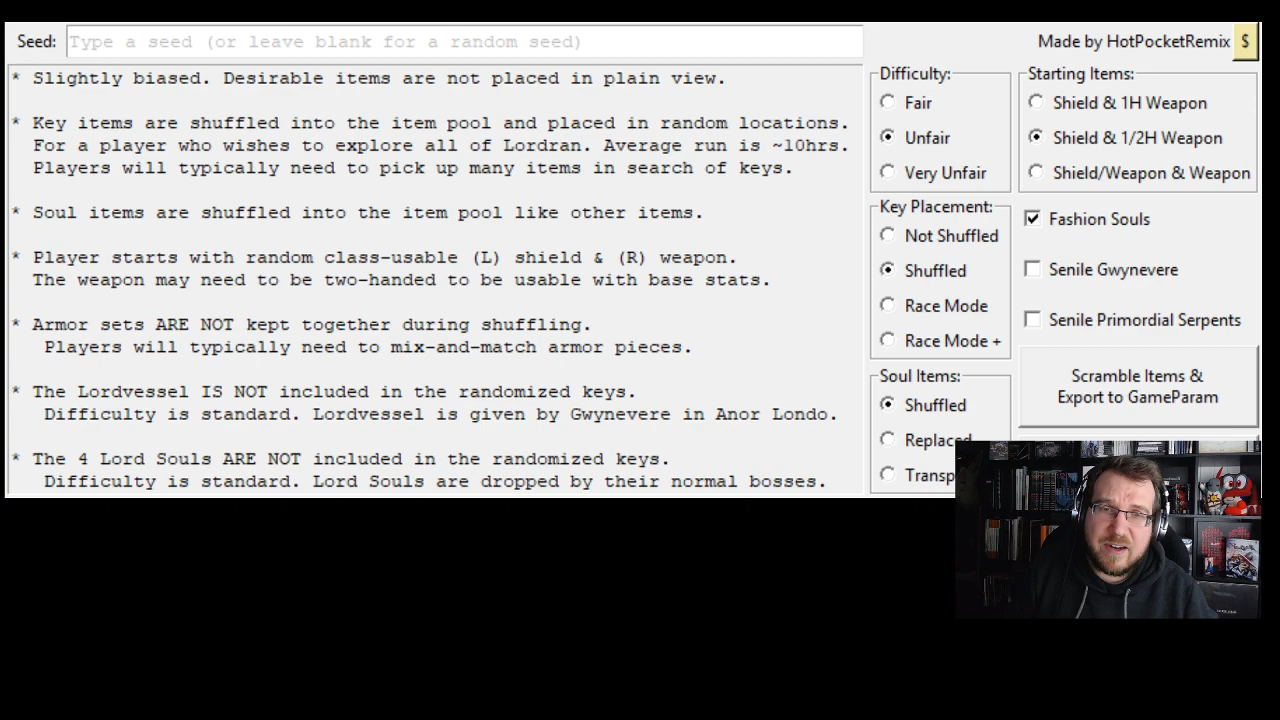 Seed: Type a seed (or leave blank for a random seed)
Made by HotPocketRemix $
* Slightly biased. Desirable items are not placed in plain view.
* Key items are shuffled into the item pool and placed in random locations.
For a player who wishes to explore all of Lordran. Average run is ~10hrs.
Players will typically need to pick up many items in search of keys.
* Soul items are shuffled into the item pool like other items.
* Player starts with random class-usable (L) shield & (R) weapon.
The weapon may need to be two-handed to be usable with base stats.
* Armor sets ARE NOT kept together during shuffling.
Players will typically need to mix-and-match armor pieces.
* The Lordvessel IS NOT included in the randomized keys.
Difficulty is standard. Lordvessel is given by Gwynevere in Anor Londo.
* The 4 Lord Souls ARE NOT included in the randomized keys.
Difficulty is standard. Lord Souls are dropped by their normal bosses.
Difficulty:
Fair
Unfair
Very Unfair
Key Placement:
Not Shuffled
Shuffled
Race Mode
Race Mode +
Soul Items:
Shuffled
Replaced
Transp
Starting Items:
Shield & 1H Weapon
Shield & 1/2H Weapon
Shield/Weapon & Weapon
Fashion Souls
Senile Gwynevere
Senile Primordial Serpents
Scramble Items &
Export to GameParam